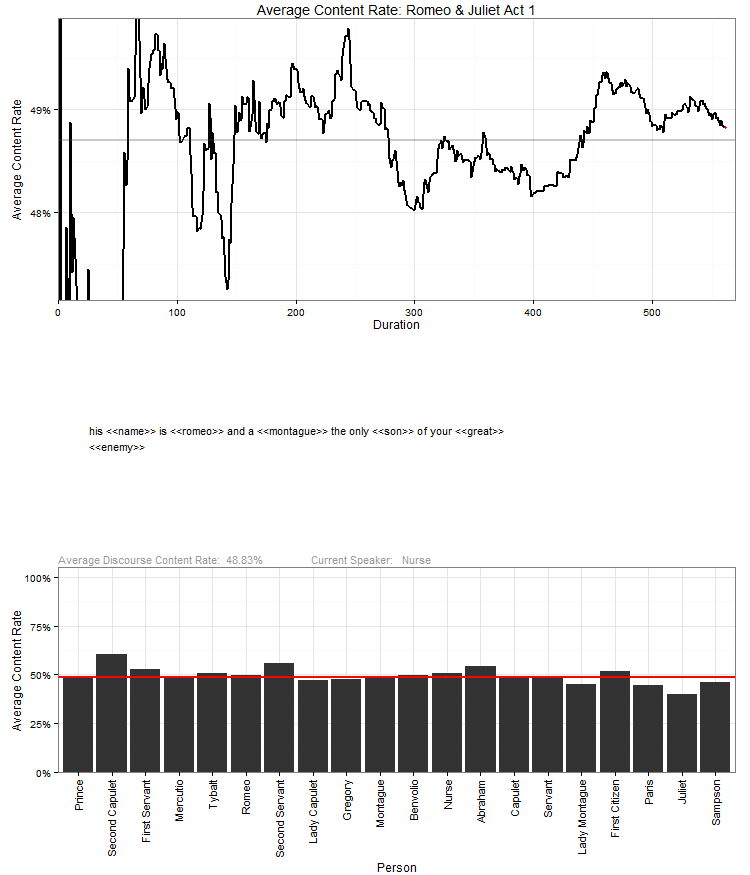 Average Content Rate: Romeo & Juliet Act 1
Average Content Rate
49%
48%
0 100 200 300 400 500
Duration
his <<name>> is <<romeo>> and a <<montague>> the only <<son>> of your <<great>>
<<enemy>>
Average Discourse Content Rate: 48.83% Current Speaker: Nurse
Average Content Rate
100%
75%
50%
25%
0%
Prince
Second Capulet
First Servant
Mercutio
Tybalt
Romeo
Second Servant
Lady Capulet
Gregory
Montague
Benvolio
Nurse
Abraham
Capulet
Servant
Lady Montague
First Citizen
Paris
Juliet
Sampson
Person